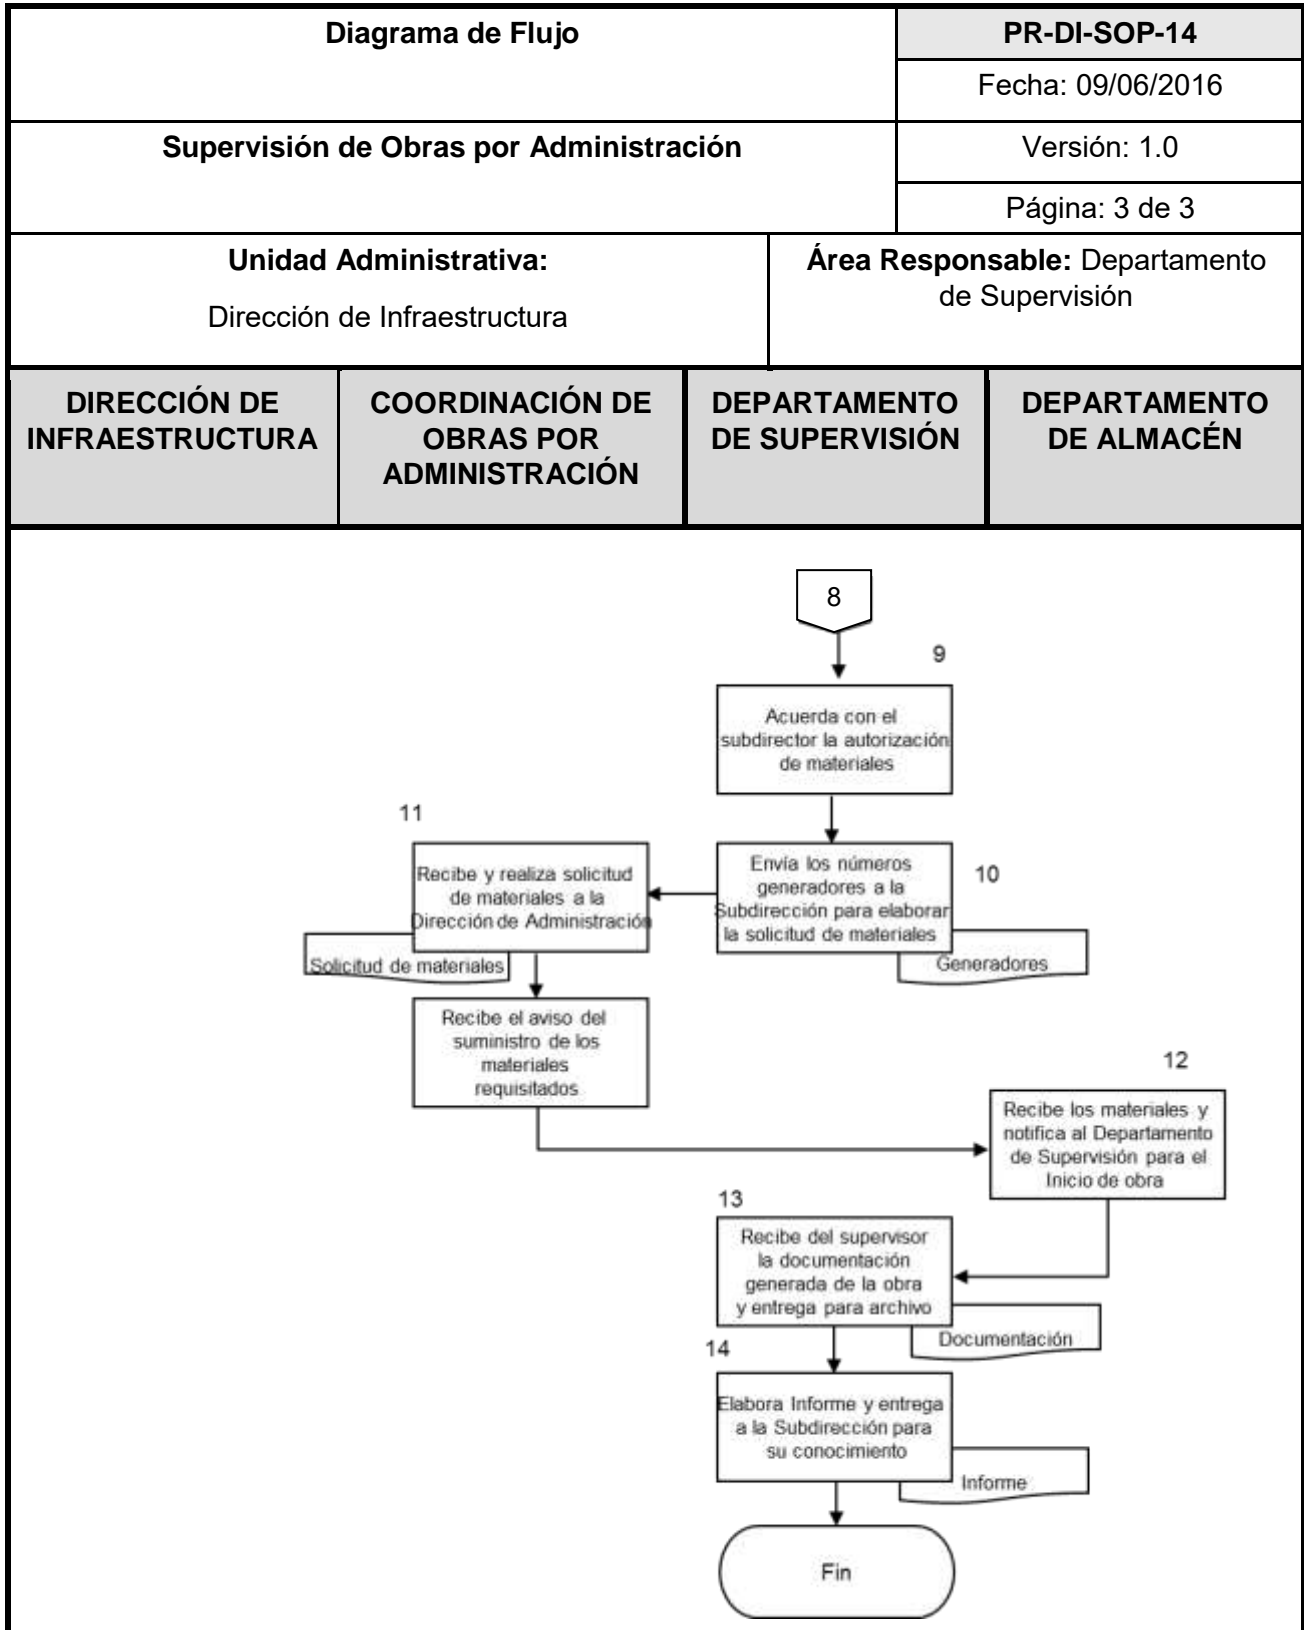 Diagrama de Flujo
PR-DI-SOP-14
Fecha: 09/06/2016
Supervisión de Obras por Administración
Versión: 1.0
Página: 3 de 3
Unidad Administrativa:
Dirección de Infraestructura
Área Responsable: Departamento
de Supervisión
DIRECCIÓN DE
INFRAESTRUCTURA
COORDINACIÓN DE
OBRAS POR
ADMINISTRACIÓN
DEPARTAMENTO
DE SUPERVISIÓN
DEPARTAMENTO
DE ALMACÉN
8
9
Acuerda con el
subdirector la autorización
de materiales
10
Envía los números
generadores a la
Subdirección para elaborar
la solicitud de materiales
Generadores
11
Recibe y realiza solicitud
de materiales a la
Dirección de Administración
Solicitud de materiales
Recibe el aviso del
suministro de los
materiales
requisitados
12
Recibe los materiales y
notifica al Departamento
de Supervisión para el
Inicio de obra
13
Recibe del supervisor
la documentación
generada de la obra
y entrega para archivo
Documentación
14
Elabora Informe y entrega
a la Subdirección para
su conocimiento
Informe
Fin